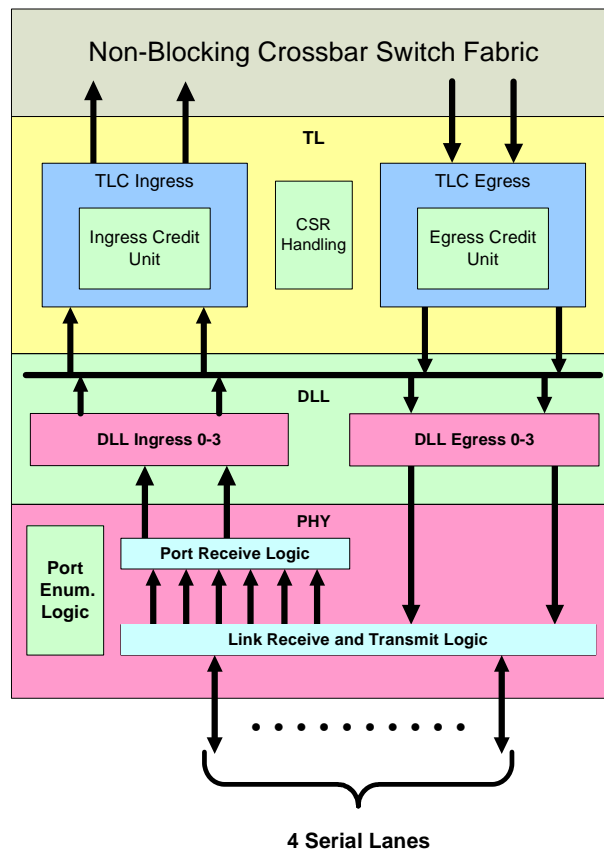 Non-Blocking Crossbar Switch Fabric
TL
TLC Ingress
Ingress Credit
Unit
CSR
Handling
TLC Egress
Egress Credit
Unit
DLL
DLL Ingress 0-3
DLL Egress 0-3
PHY
Port
Enum.
Logic
Port Receive Logic
Link Receive and Transmit Logic
4 Serial Lanes